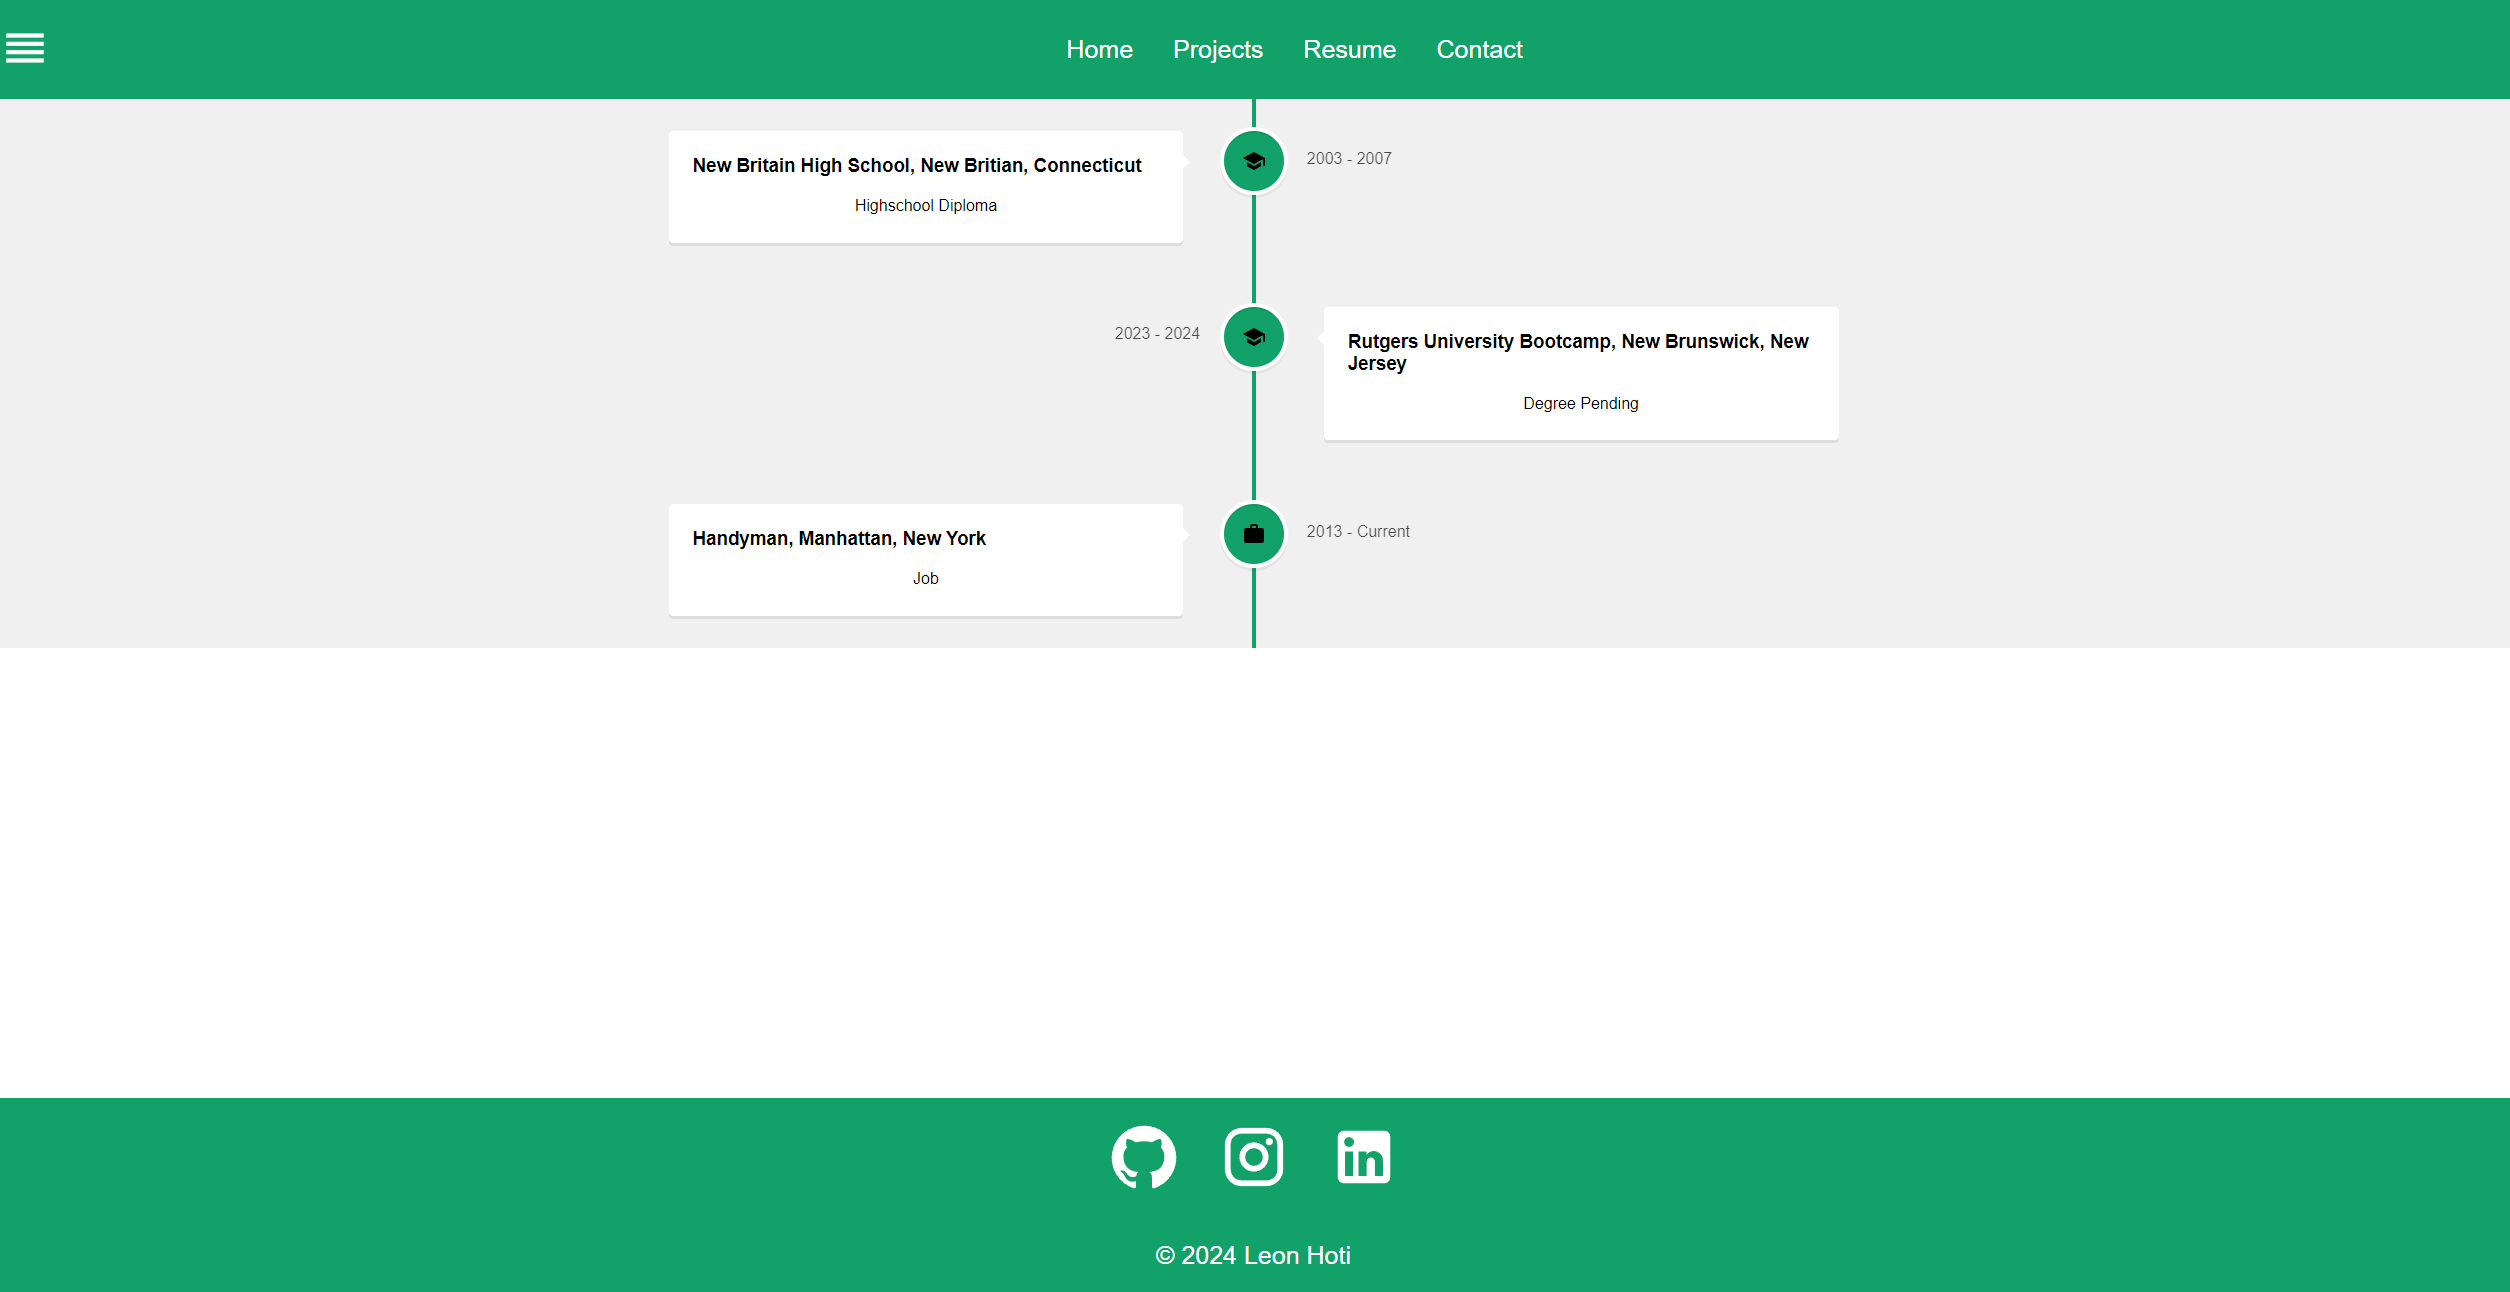 Home Projects Resume Contact
New Britain High School, New Britian, Connecticut
Highschool Diploma
2003 - 2007
2023 - 2024
Rutgers University Bootcamp, New Brunswick, New
Jersey
Degree Pending
Handyman, Manhattan, New York
Job
2013 - Current
in
© 2024 Leon Hoti